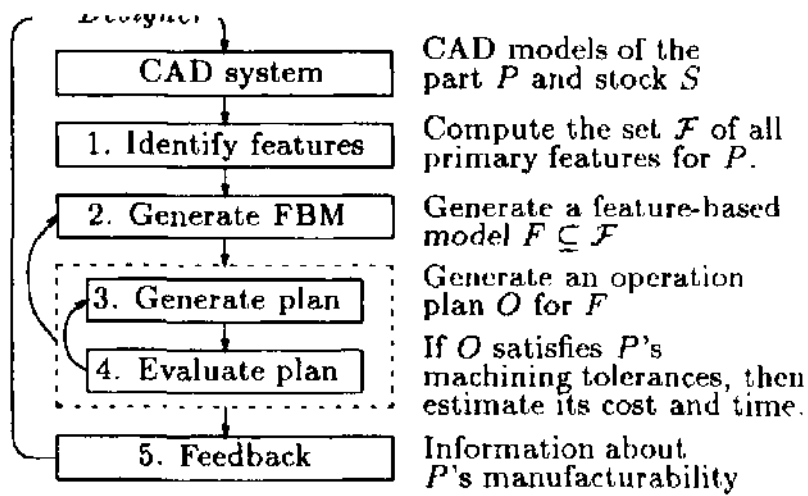 Designer
CAD system
CAD models of the
part P and stock S
1. Identify features
Compute the set ℱ of all
primary features for P.
2. Generate FBM
Generate a feature-based
model F ⊆ ℱ
3. Generate plan
Generate an operation
plan O for F
4. Evaluate plan
If O satisfies P's
machining tolerances, then
estimate its cost and time.
5. Feedback
Information about
P's manufacturability